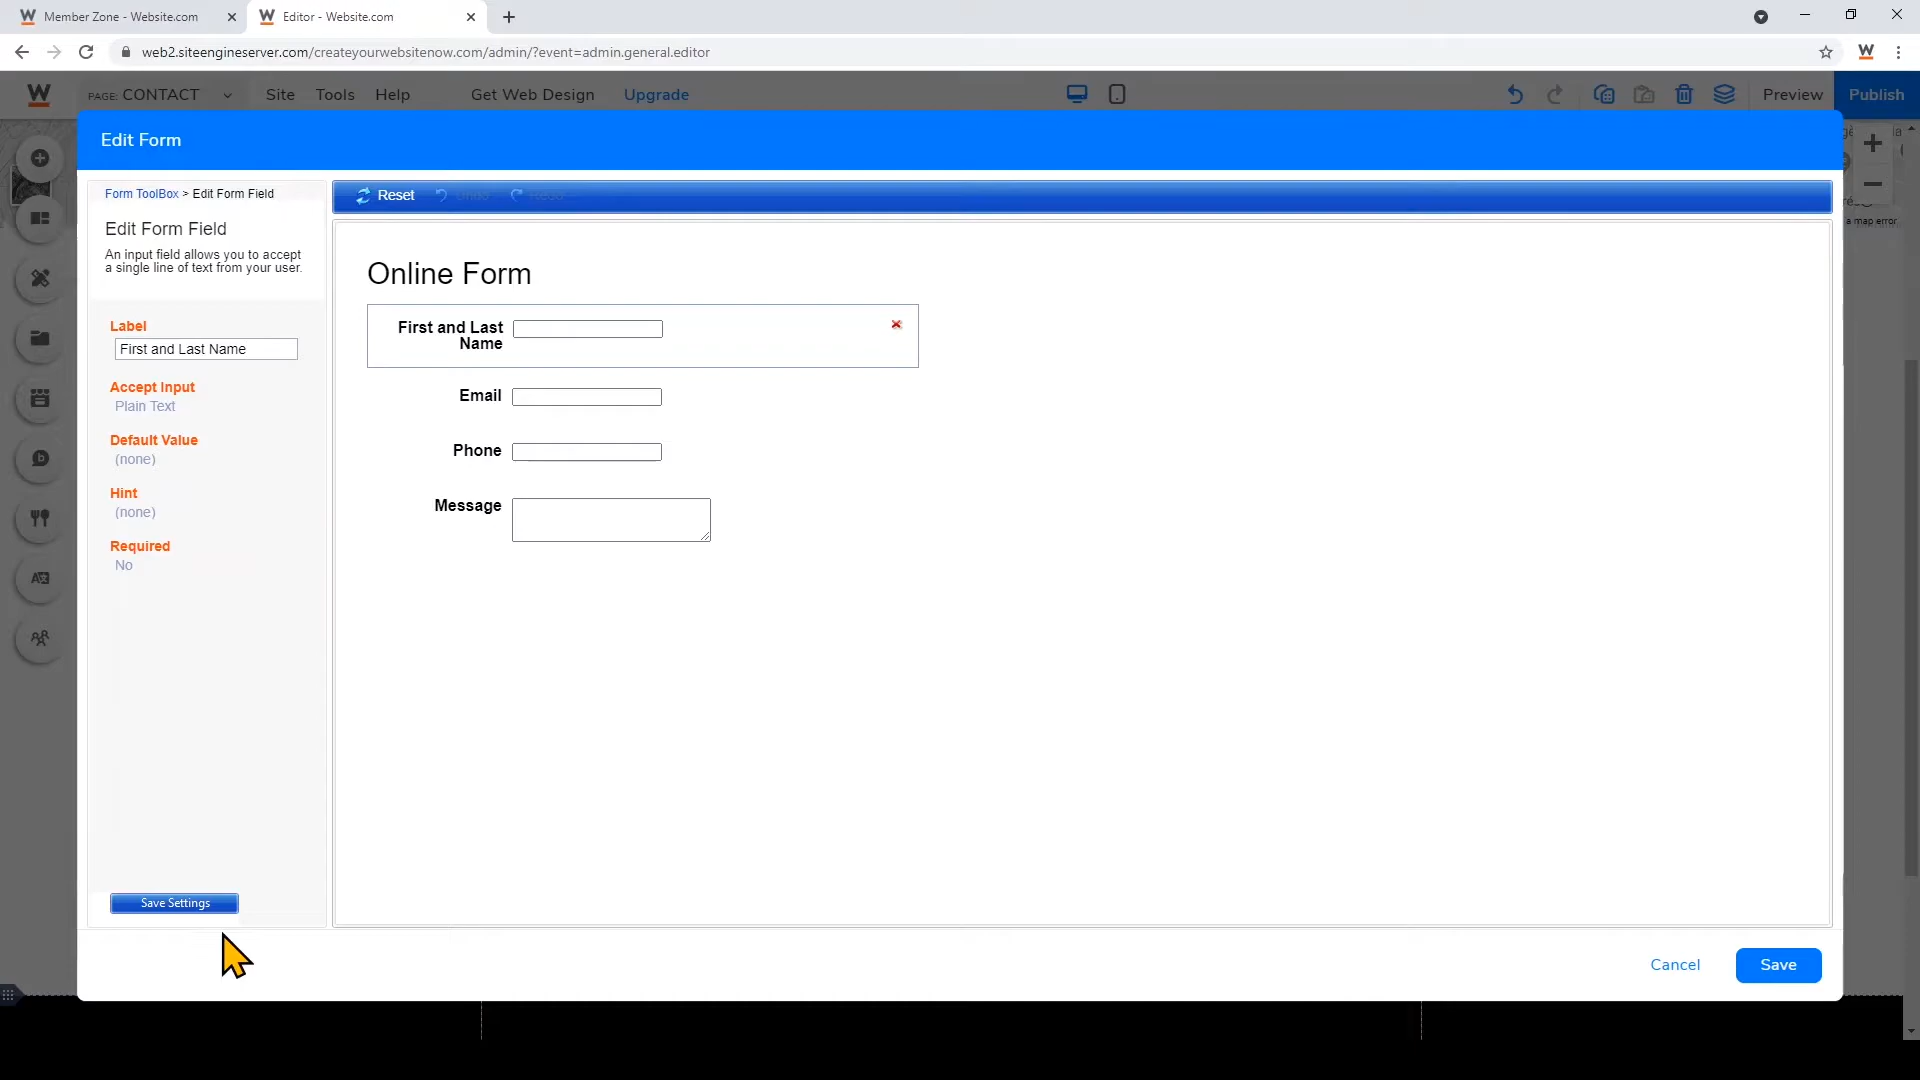 Member Zone - Website.com
Editor - Website.com
web2.siteengineserver.com/createyourwebsitenow.com/admin/?event=admin.general.editor
W
W
PAGE: CONTACT
Site
Tools
Help
Get Web Design
Upgrade
Preview
Publish
Edit Form
Form ToolBox > Edit Form Field
Reset
Undo
Redo
Edit Form Field
An input field allows you to accept
a single line of text from your user.
a map error.
Online Form
Label
First and Last Name
First and Last
Name
Accept Input
Plain Text
Email
Default Value
(none)
Phone
Hint
(none)
Message
Required
No
Save Settings
Cancel
Save